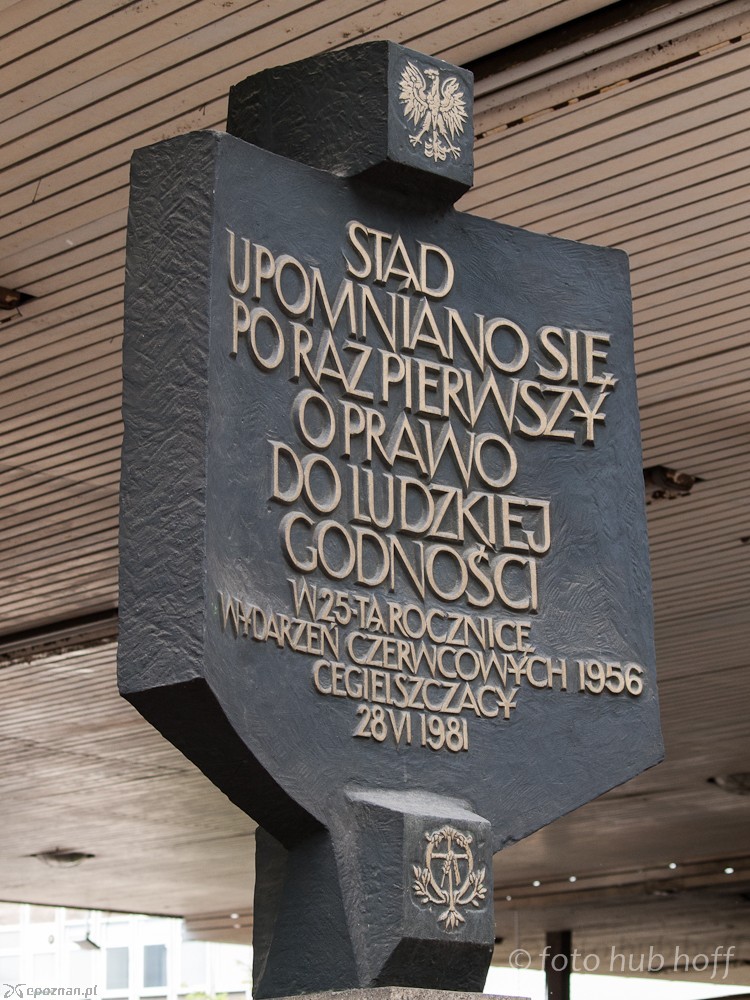 STĄD
UPOMNIANO SIĘ,
PO RAZ PIERWSZY
O PRAWO
DO LUDZKIEJ
GODNOŚCI
W 25-TĄ ROCZNICĘ
WYDARZEŃ CZERWCOWYCH 1956
CEGIELSZCZACY
28 VI 1981
epoznan.pl
© foto hub hoff